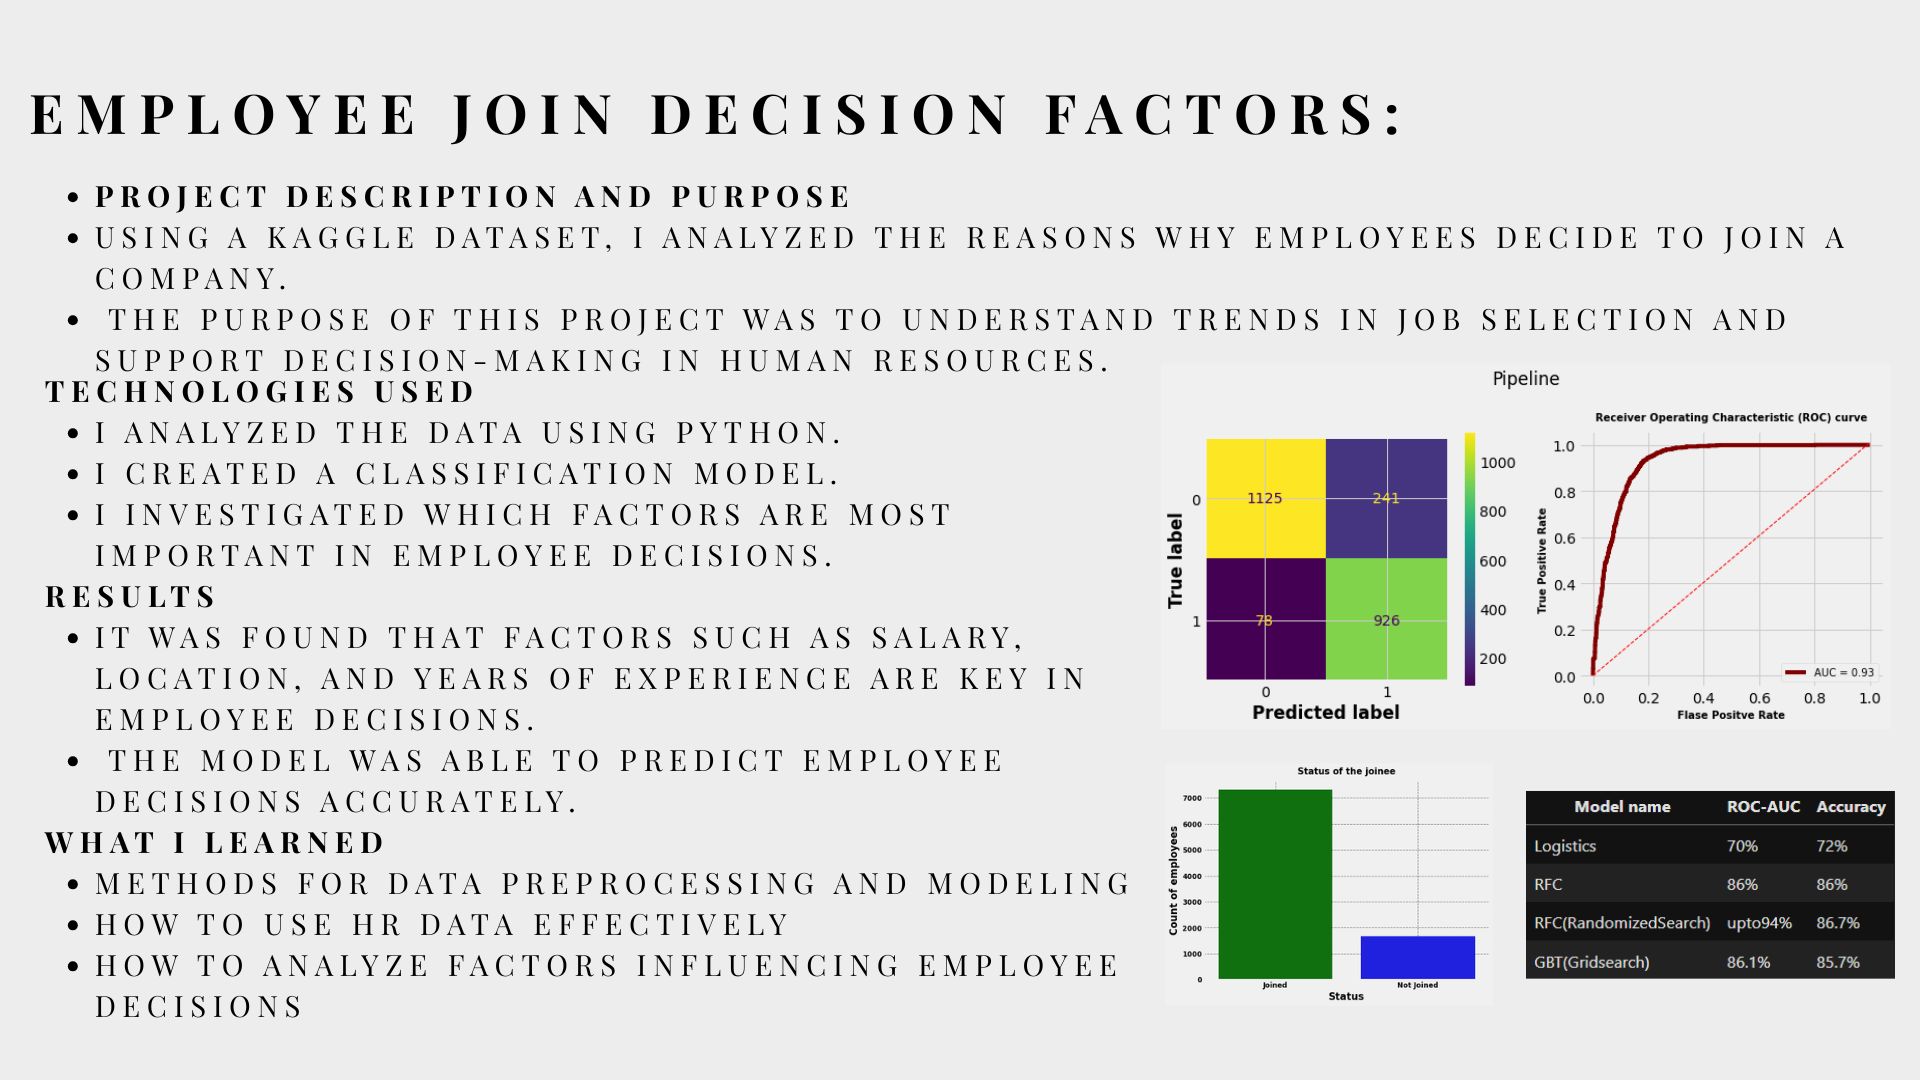 EMPLOYEE JOIN DECISION FACTORS:
• PROJECT DESCRIPTION AND PURPOSE
• USING A KAGGLE DATASET, I ANALYZED THE REASONS WHY EMPLOYEES DECIDE TO JOIN A
COMPANY.
• THE PURPOSE OF THIS PROJECT WAS TO UNDERSTAND TRENDS IN JOB SELECTION AND
SUPPORT DECISION-MAKING IN HUMAN RESOURCES.
TECHNOLOGIES USED
• I ANALYZED THE DATA USING PYTHON.
• I CREATED A CLASSIFICATION MODEL.
• I INVESTIGATED WHICH FACTORS ARE MOST
IMPORTANT IN EMPLOYEE DECISIONS.
RESULTS
• IT WAS FOUND THAT FACTORS SUCH AS SALARY,
LOCATION, AND YEARS OF EXPERIENCE ARE KEY IN
EMPLOYEE DECISIONS.
• THE MODEL WAS ABLE TO PREDICT EMPLOYEE
DECISIONS ACCURATELY.
WHAT I LEARNED
• METHODS FOR DATA PREPROCESSING AND MODELING
• HOW TO USE HR DATA EFFECTIVELY
• HOW TO ANALYZE FACTORS INFLUENCING EMPLOYEE
DECISIONS
Pipeline
True label
0
1125
241
1
78
926
0
1
Predicted label
1000
800
600
400
200
Receiver Operating Characteristic (ROC) curve
True Positive Rate
1.0
0.8
0.6
0.4
0.2
0.0
AUC = 0.93
0.0 0.2 0.4 0.6 0.8 1.0
Flase Positve Rate
Status of the joinee
Count of employees
7000
6000
5000
4000
3000
2000
1000
0
Joined
Not Joined
Status
Model name ROC-AUC Accuracy
Logistics 70% 72%
RFC 86% 86%
RFC(RandomizedSearch) upto94% 86.7%
GBT(Gridsearch) 86.1% 85.7%